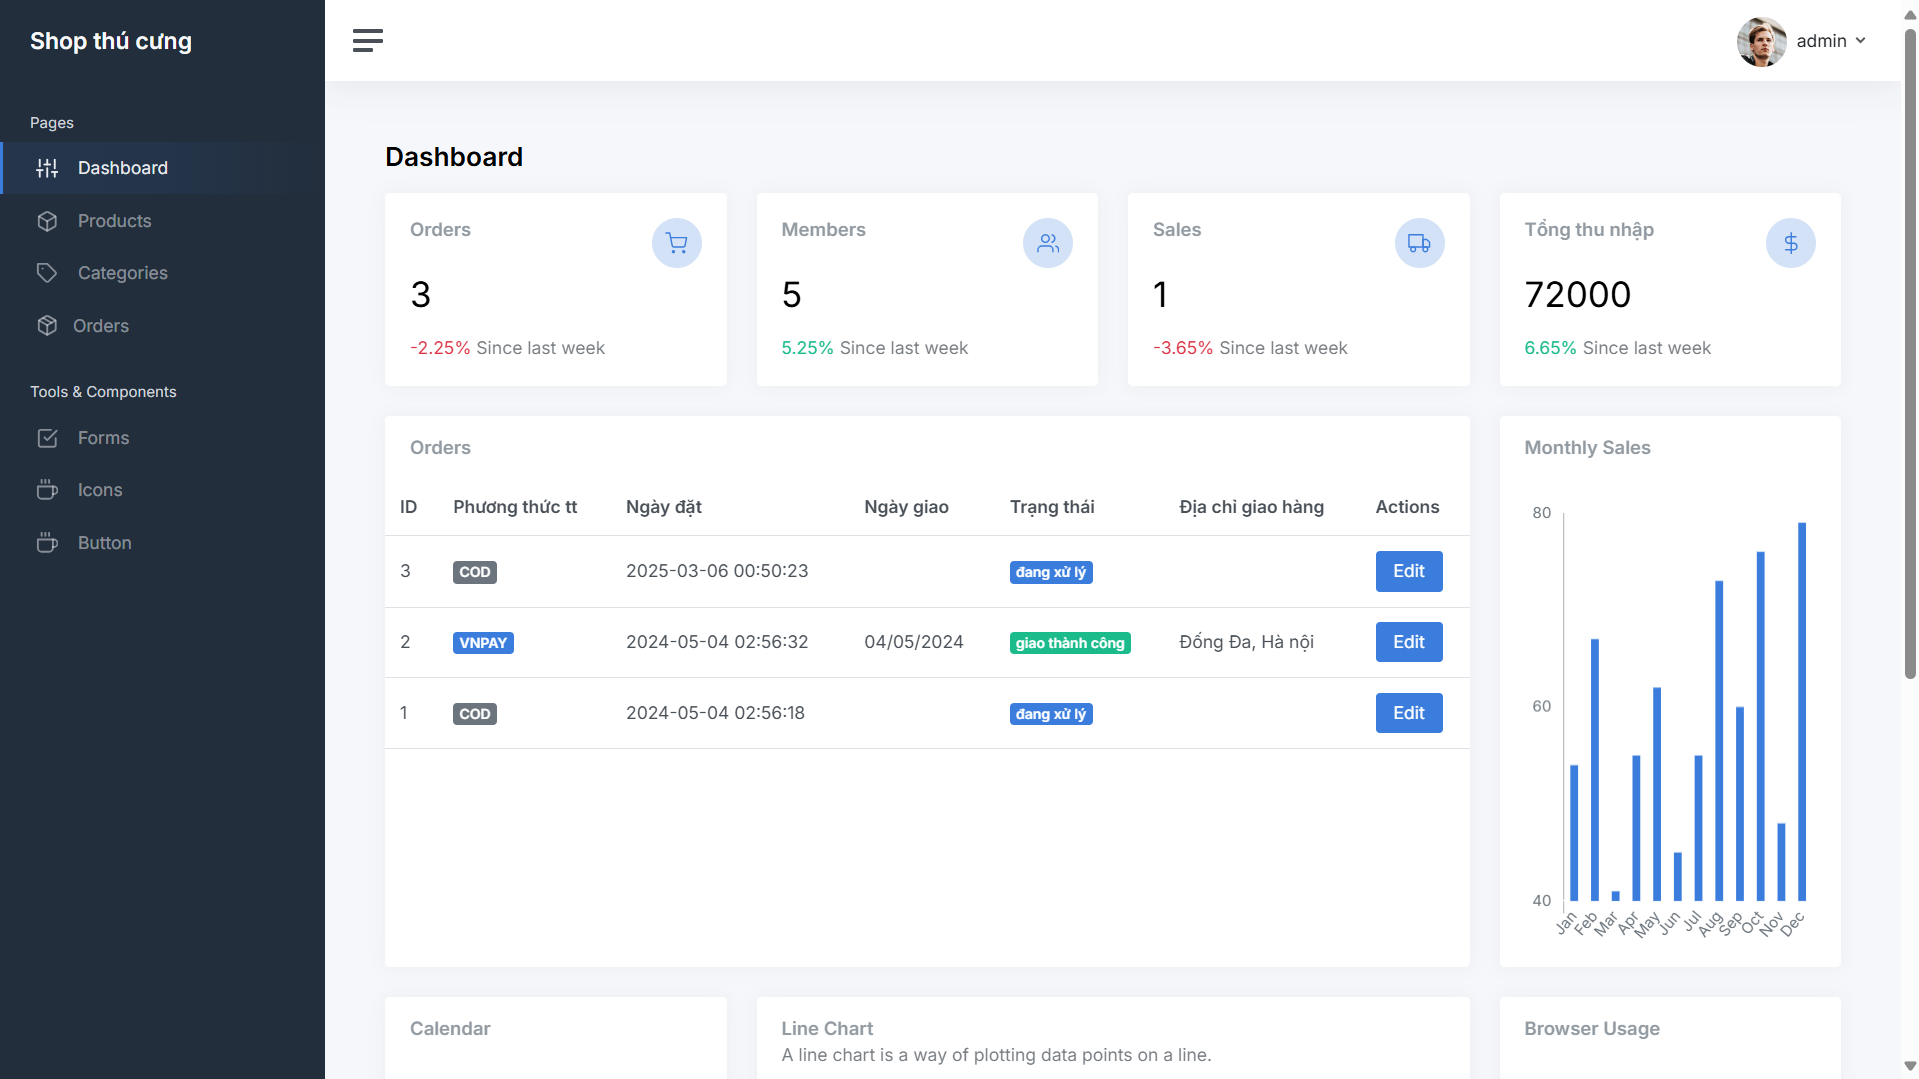 Shop thú cưng
admin
Pages
Dashboard
Products
Categories
Orders
Tools & Components
Forms
Icons
Button
Dashboard
Orders
3
-2.25% Since last week
Members
5
5.25% Since last week
Sales
1
-3.65% Since last week
Tổng thu nhập
72000
6.65% Since last week
Orders
ID Phương thức tt Ngày đặt Ngày giao Trạng thái Địa chỉ giao hàng Actions
3 COD 2025-03-06 00:50:23 đang xử lý Edit
2 VNPAY 2024-05-04 02:56:32 04/05/2024 giao thành công Đống Đa, Hà nội Edit
1 COD 2024-05-04 02:56:18 đang xử lý Edit
Monthly Sales
80
60
40
Jan Feb Mar Apr May Jun Jul Aug Sep Oct Nov Dec
Calendar
Line Chart
A line chart is a way of plotting data points on a line.
Browser Usage